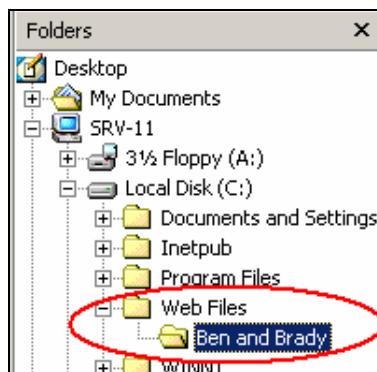 Folders
Desktop
My Documents
SRV-11
3½ Floppy (A:)
Local Disk (C:)
Documents and Settings
Inetpub
Program Files
Web Files
Ben and Brady
WINNT